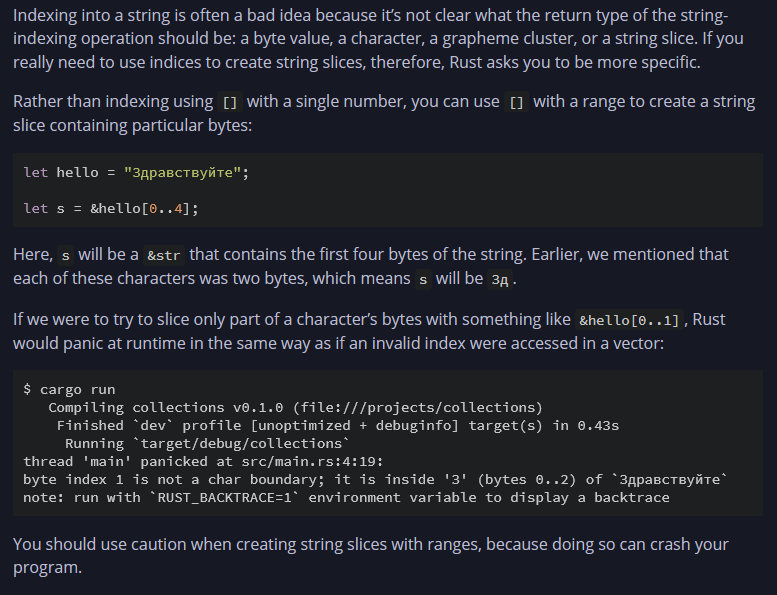 Indexing into a string is often a bad idea because it’s not clear what the return type of the string-
indexing operation should be: a byte value, a character, a grapheme cluster, or a string slice. If you
really need to use indices to create string slices, therefore, Rust asks you to be more specific.
Rather than indexing using [] with a single number, you can use [] with a range to create a string
slice containing particular bytes:
let hello = "Здравствуйте";
let s = &hello[0..4];
Here, s will be a &str that contains the first four bytes of the string. Earlier, we mentioned that
each of these characters was two bytes, which means s will be Зд.
If we were to try to slice only part of a character’s bytes with something like &hello[0..1], Rust
would panic at runtime in the same way as if an invalid index were accessed in a vector:
$ cargo run
   Compiling collections v0.1.0 (file:///projects/collections)
    Finished `dev` profile [unoptimized + debuginfo] target(s) in 0.43s
     Running `target/debug/collections`
thread 'main' panicked at src/main.rs:4:19:
byte index 1 is not a char boundary; it is inside 'З' (bytes 0..2) of `Здравствуйте`
note: run with `RUST_BACKTRACE=1` environment variable to display a backtrace
You should use caution when creating string slices with ranges, because doing so can crash your
program.